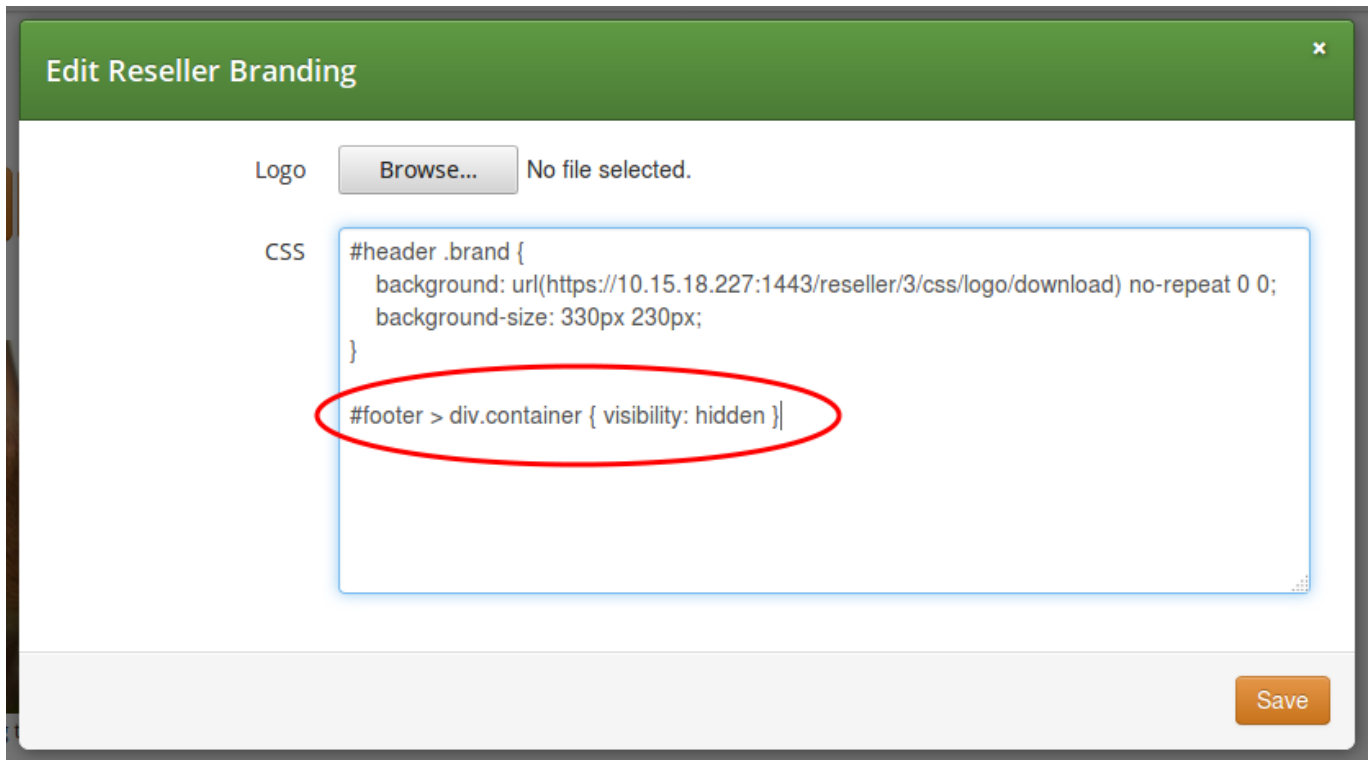 Edit Reseller Branding
×
Logo
Browse...
No file selected.
CSS
#header .brand {
    background: url(https://10.15.18.227:1443/reseller/3/css/logo/download) no-repeat 0 0;
    background-size: 330px 230px;
}
#footer > div.container { visibility: hidden }
Save